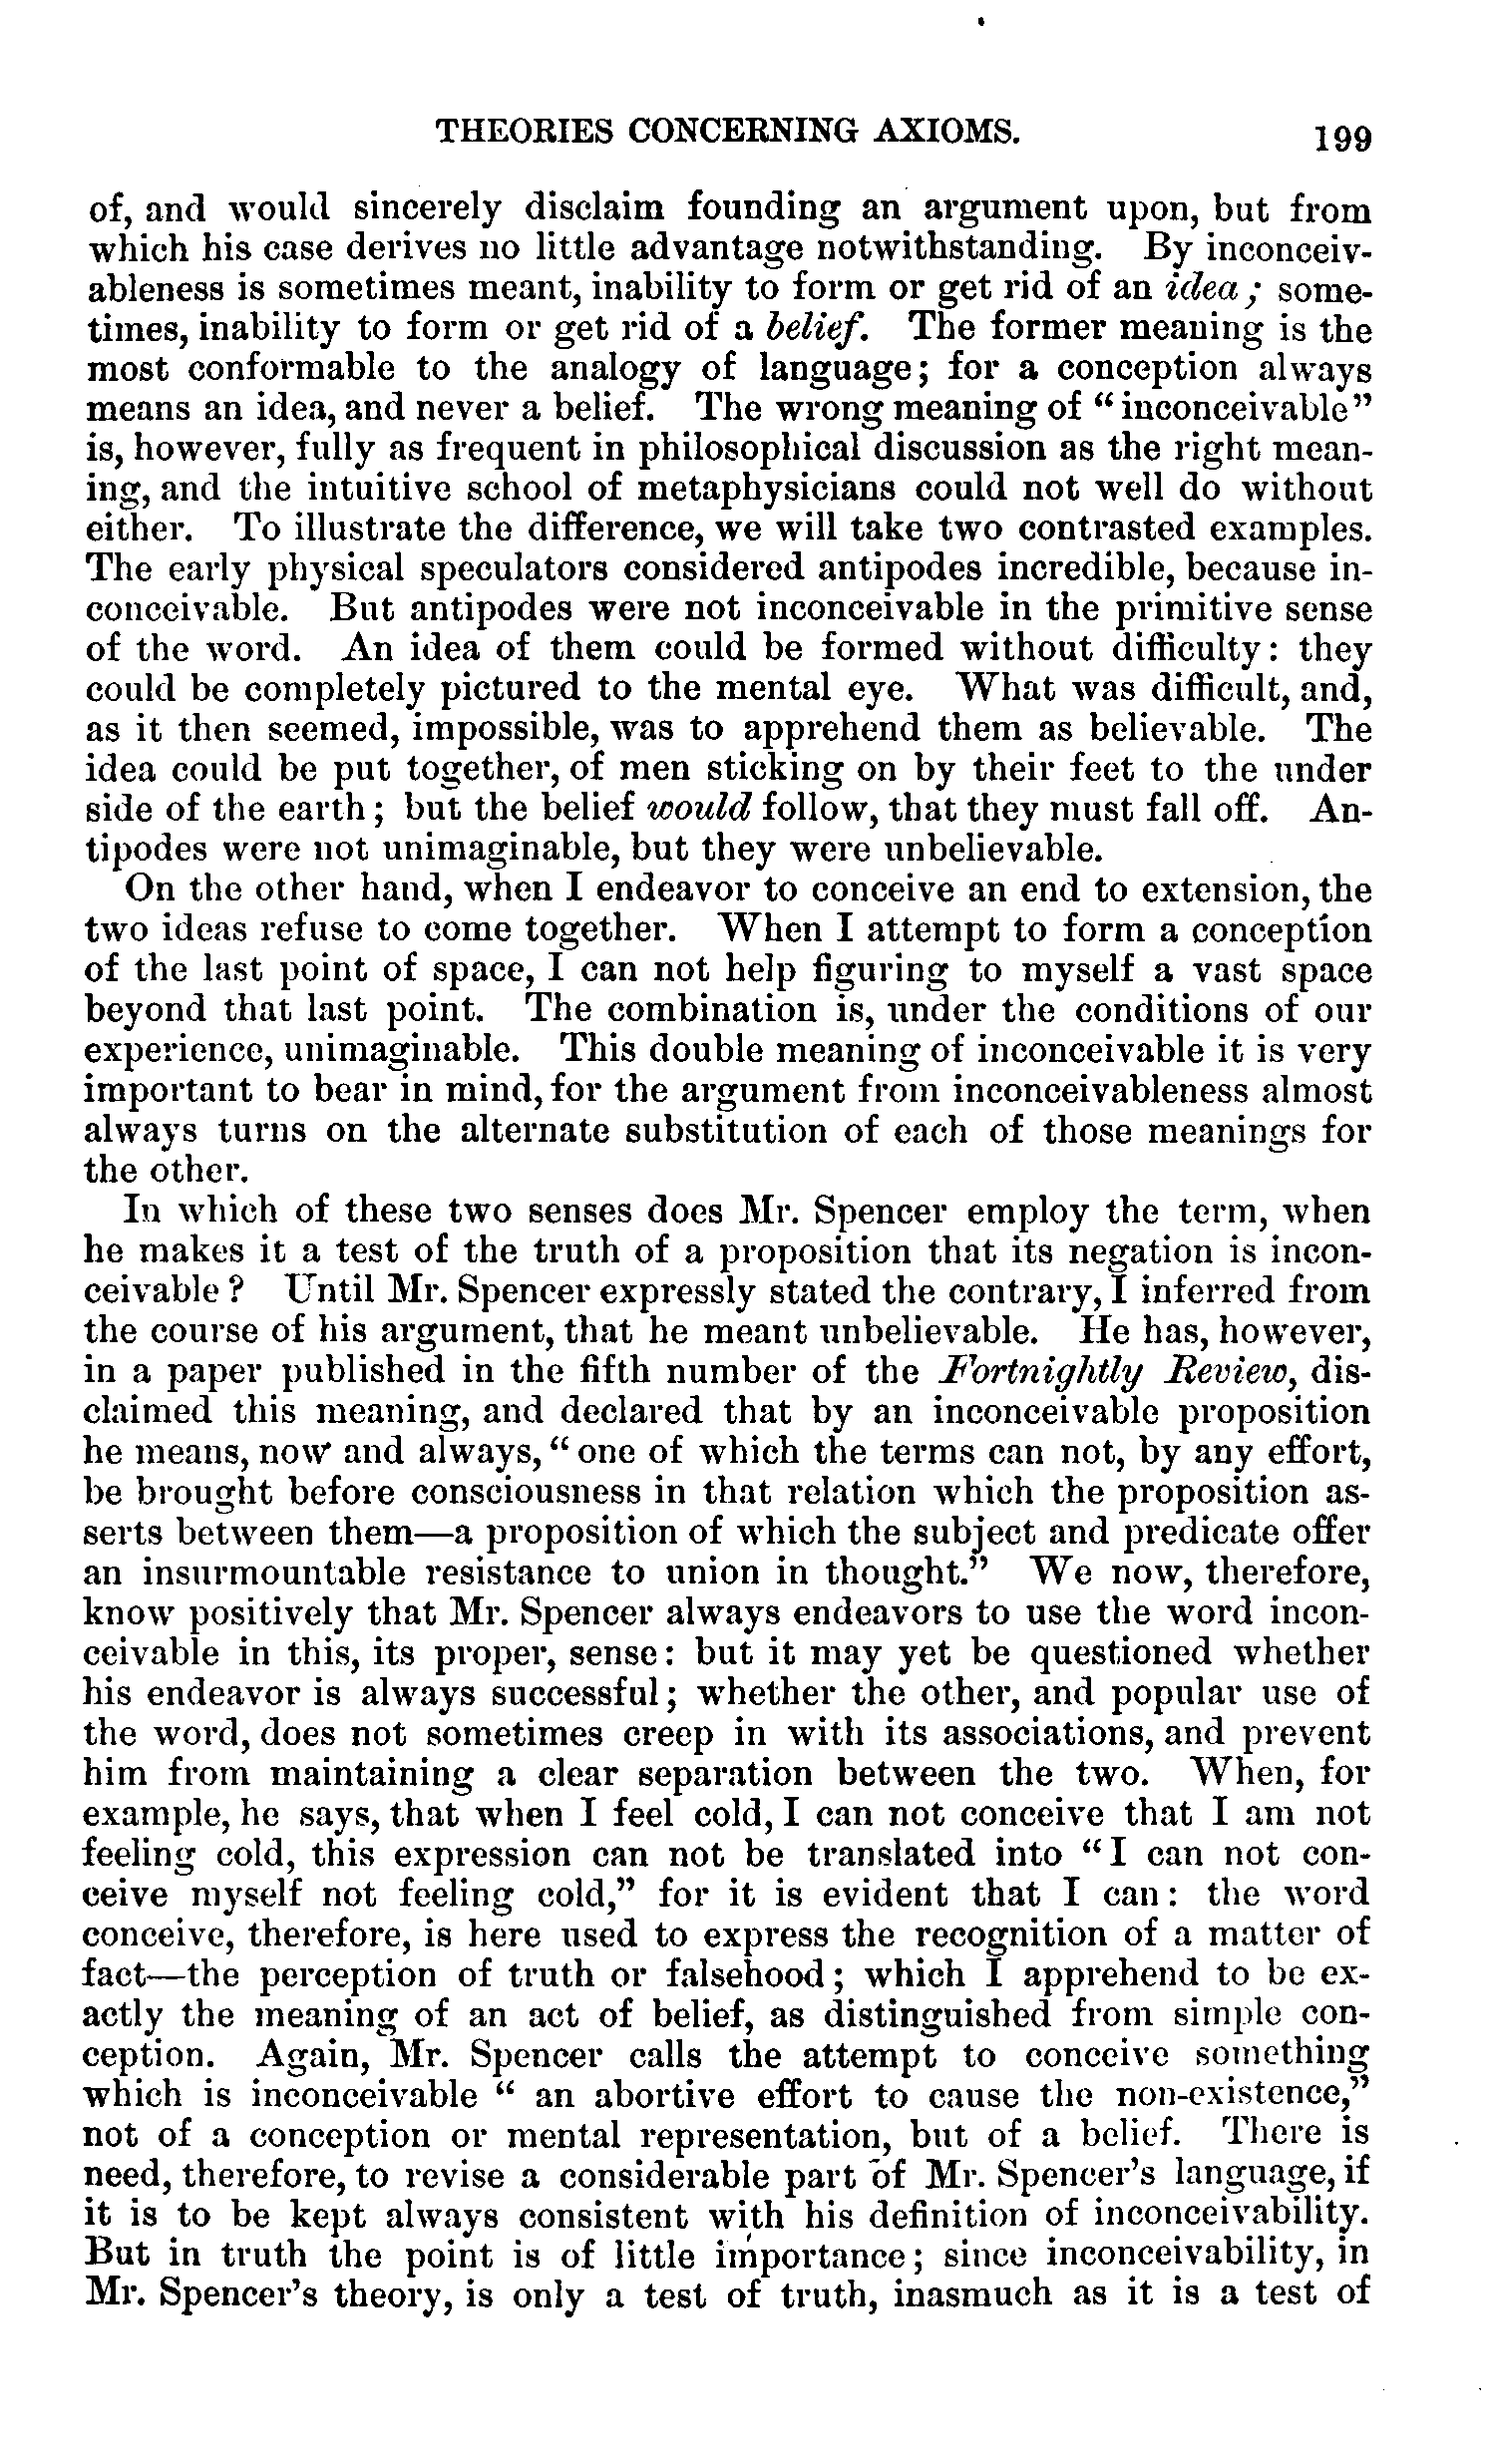 THEORIES CONCERNING AXIOMS. 199
of, and would sincerely disclaim founding an argument upon, but from
which his case derives no little advantage notwithstanding. By inconceiv-
ableness is sometimes meant, inability to form or get rid of an idea; some-
times, inability to form or get rid of a belief. The former meaning is the
most conformable to the analogy of language; for a conception always
means an idea, and never a belief. The wrong meaning of “inconceivable”
is, however, fully as frequent in philosophical discussion as the right mean-
ing, and the intuitive school of metaphysicians could not well do without
either. To illustrate the difference, we will take two contrasted examples.
The early physical speculators considered antipodes incredible, because in-
conceivable. But antipodes were not inconceivable in the primitive sense
of the word. An idea of them could be formed without difficulty: they
could be completely pictured to the mental eye. What was difficult, and,
as it then seemed, impossible, was to apprehend them as believable. The
idea could be put together, of men sticking on by their feet to the under
side of the earth; but the belief would follow, that they must fall off. An-
tipodes were not unimaginable, but they were unbelievable.
On the other hand, when I endeavor to conceive an end to extension, the
two ideas refuse to come together. When I attempt to form a conception
of the last point of space, I can not help figuring to myself a vast space
beyond that last point. The combination is, under the conditions of our
experience, unimaginable. This double meaning of inconceivable it is very
important to bear in mind, for the argument from inconceivableness almost
always turns on the alternate substitution of each of those meanings for
the other.
In which of these two senses does Mr. Spencer employ the term, when
he makes it a test of the truth of a proposition that its negation is incon-
ceivable? Until Mr. Spencer expressly stated the contrary, I inferred from
the course of his argument, that he meant unbelievable. He has, however,
in a paper published in the fifth number of the Fortnightly Review, dis-
claimed this meaning, and declared that by an inconceivable proposition
he means, now and always, “one of which the terms can not, by any effort,
be brought before consciousness in that relation which the proposition as-
serts between them—a proposition of which the subject and predicate offer
an insurmountable resistance to union in thought.” We now, therefore,
know positively that Mr. Spencer always endeavors to use the word incon-
ceivable in this, its proper, sense: but it may yet be questioned whether
his endeavor is always successful; whether the other, and popular use of
the word, does not sometimes creep in with its associations, and prevent
him from maintaining a clear separation between the two. When, for
example, he says, that when I feel cold, I can not conceive that I am not
feeling cold, this expression can not be translated into “I can not con-
ceive myself not feeling cold,” for it is evident that I can: the word
conceive, therefore, is here used to express the recognition of a matter of
fact—the perception of truth or falsehood; which I apprehend to be ex-
actly the meaning of an act of belief, as distinguished from simple con-
ception. Again, Mr. Spencer calls the attempt to conceive something
which is inconceivable “an abortive effort to cause the non-existence,”
not of a conception or mental representation, but of a belief. There is
need, therefore, to revise a considerable part of Mr. Spencer’s language, if
it is to be kept always consistent with his definition of inconceivability.
But in truth the point is of little importance; since inconceivability, in
Mr. Spencer’s theory, is only a test of truth, inasmuch as it is a test of